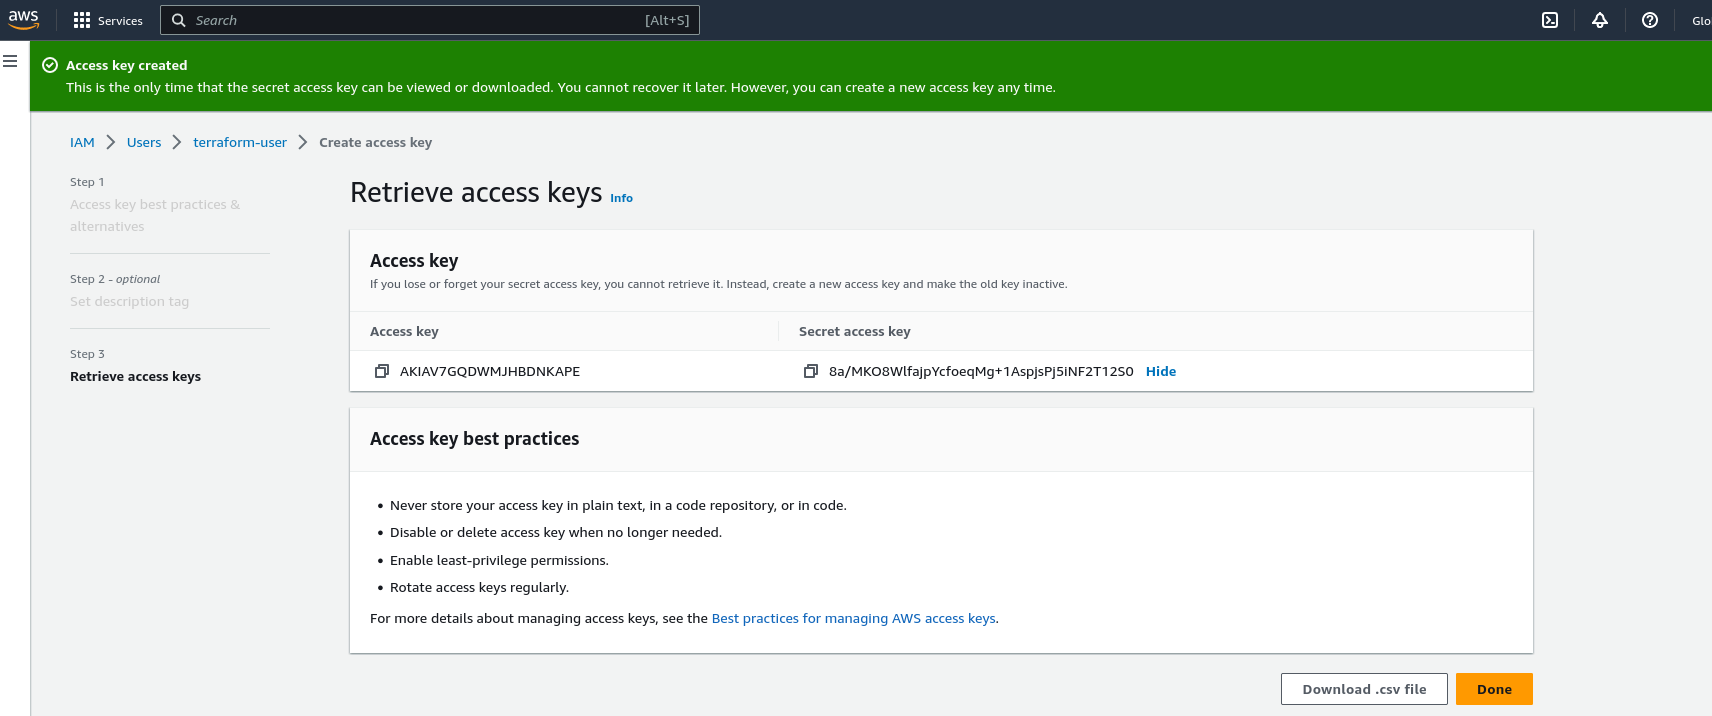 aws
Services
Search
[Alt+S]
Glo
Access key created
This is the only time that the secret access key can be viewed or downloaded. You cannot recover it later. However, you can create a new access key any time.
IAM > Users > terraform-user > Create access key
Step 1
Access key best practices &
alternatives
Step 2 - optional
Set description tag
Step 3
Retrieve access keys
Retrieve access keys Info
Access key
If you lose or forget your secret access key, you cannot retrieve it. Instead, create a new access key and make the old key inactive.
Access key
Secret access key
AKIAV7GQDWMJHBDNKAPE
8a/MKO8WlfajpYcfoeqMg+1AspjsPj5iNF2T12S0 Hide
Access key best practices
• Never store your access key in plain text, in a code repository, or in code.
• Disable or delete access key when no longer needed.
• Enable least-privilege permissions.
• Rotate access keys regularly.
For more details about managing access keys, see the Best practices for managing AWS access keys.
Download .csv file
Done